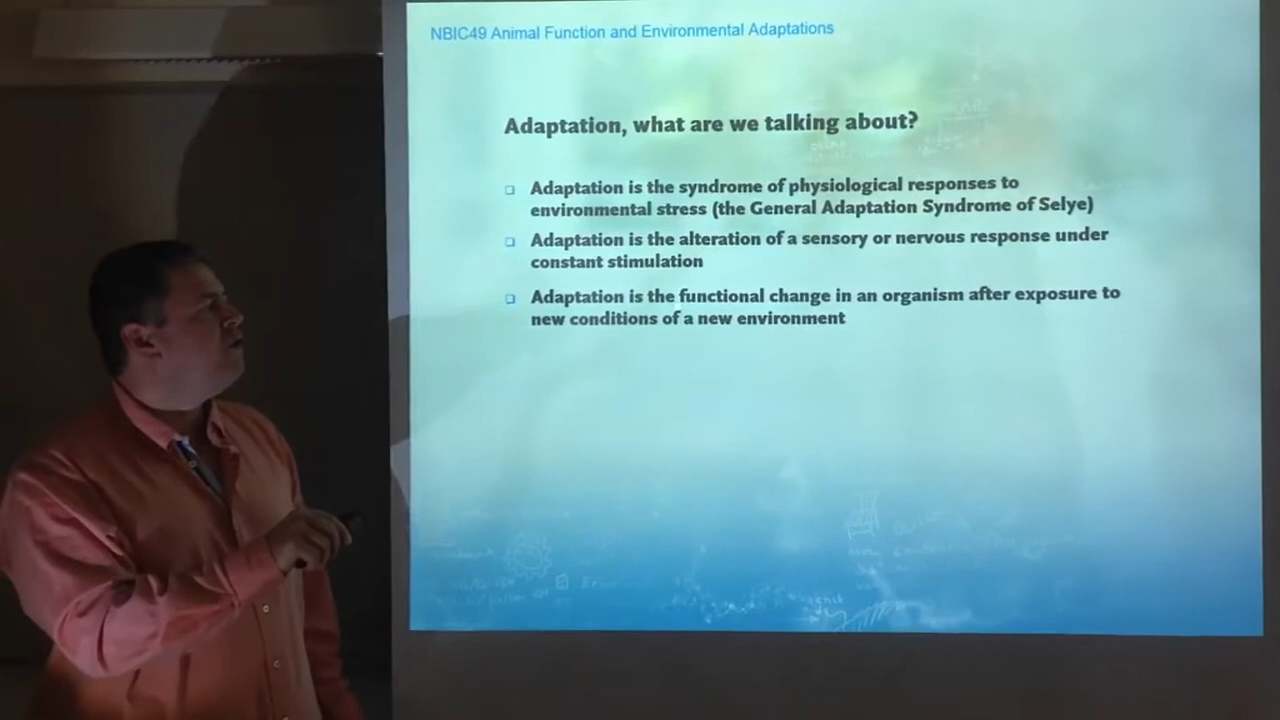 NBIC49 Animal Function and Environmental Adaptations
Adaptation, what are we talking about?
Adaptation is the syndrome of physiological responses to
environmental stress (the General Adaptation Syndrome of Selye)
Adaptation is the alteration of a sensory or nervous response under
constant stimulation
Adaptation is the functional change in an organism after exposure to
new conditions of a new environment